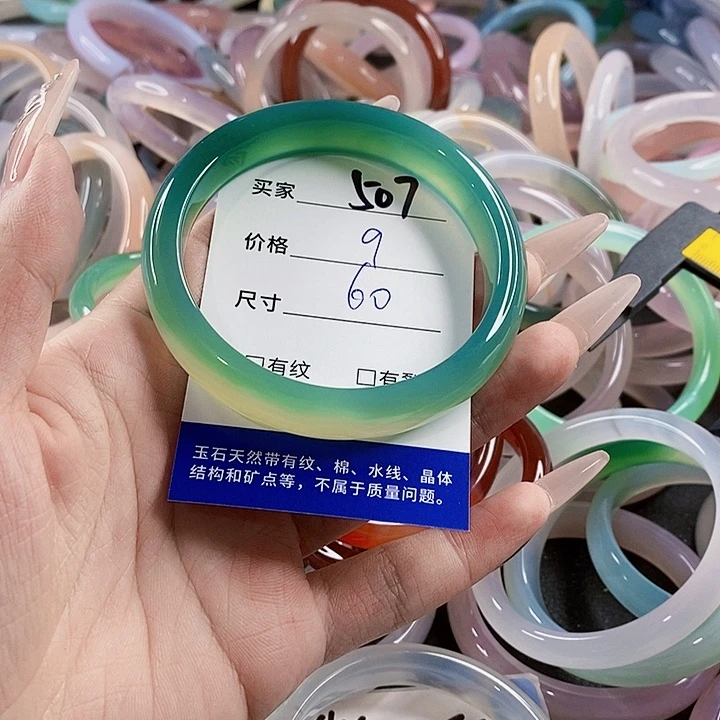 买家 507
价格 9
尺寸 60
□有纹 □有裂
玉石天然带有纹、棉、水线、晶体
结构和矿点等，不属于质量问题。